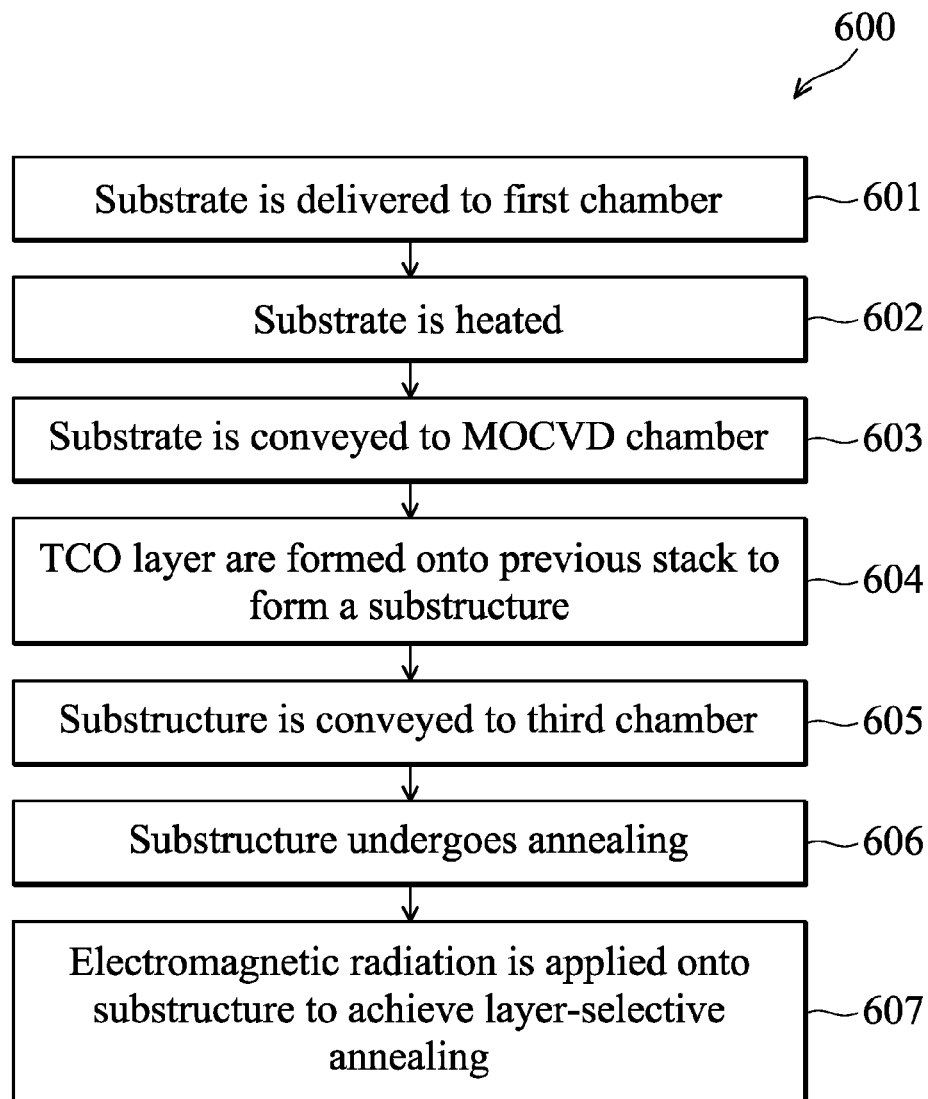 600
Substrate is delivered to first chamber
601
Substrate is heated
602
Substrate is conveyed to MOCVD chamber
603
TCO layer are formed onto previous stack to
form a substructure
604
Substructure is conveyed to third chamber
605
Substructure undergoes annealing
606
Electromagnetic radiation is applied onto
substructure to achieve layer-selective
annealing
607